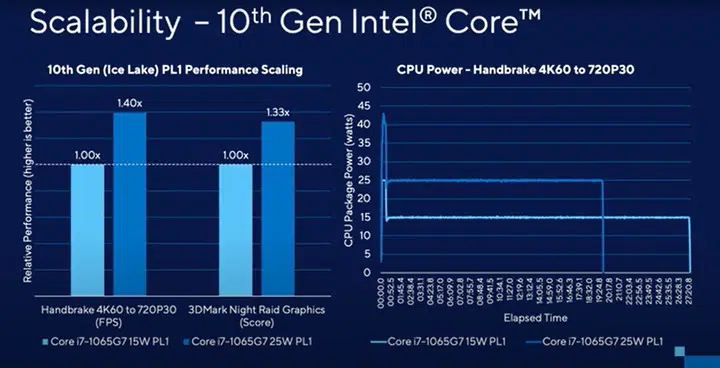 Scalability – 10th Gen Intel® Core™
10th Gen (Ice Lake) PL1 Performance Scaling
Relative Performance (higher is better)
1.00x
1.40x
1.00x
1.33x
Handbrake 4K60 to 720P30
(FPS)
3DMark Night Raid Graphics
(Score)
Core i7-1065G7 15W PL1
Core i7-1065G7 25W PL1
CPU Power – Handbrake 4K60 to 720P30
CPU Package Power (watts)
50
45
40
35
30
25
20
15
10
5
0
00:00.0
00:52.5
01:45.4
02:38.4
03:31.1
04:23.8
05:17.0
06:09.9
07:02.8
07:55.7
08:48.6
09:41.5
10:34.1
11:27.0
12:19.6
13:12.4
14:05.5
14:59.0
15:52.6
16:46.3
17:39.1
18:32.0
19:24.8
20:17.8
21:10.7
22:03.4
22:56.5
23:49.5
24:42.6
25:35.5
26:28.3
27:20.8
Elapsed Time
Core i7-1065G7 15W PL1
Core i7-1065G7 25W PL1